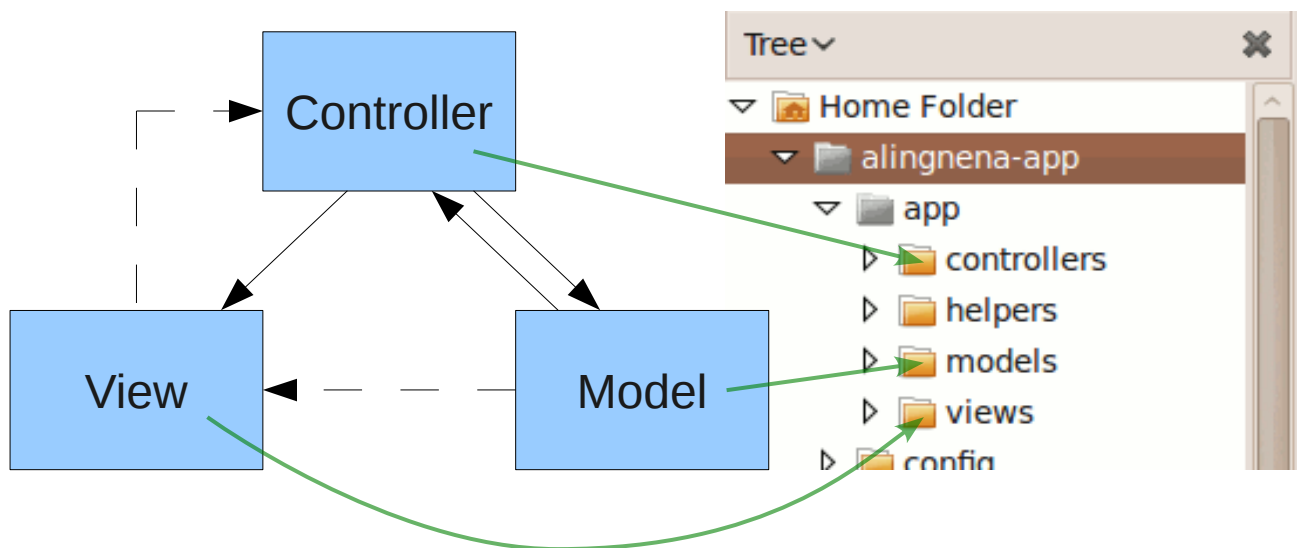 Controller
View
Model
Tree
Home Folder
alingnena-app
app
controllers
helpers
models
views
config